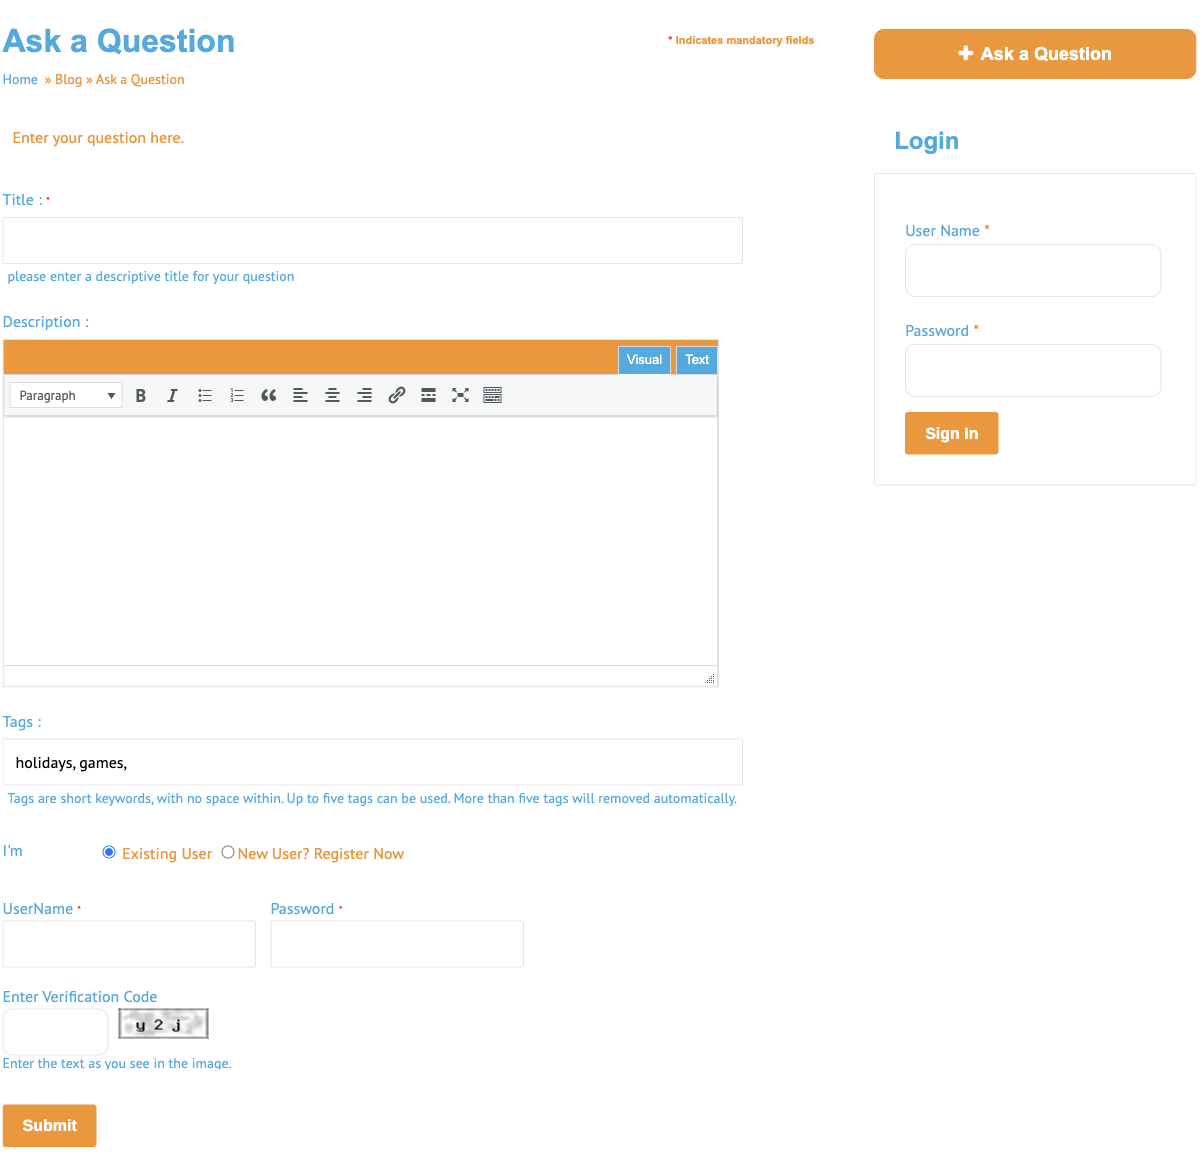 Ask a Question
* Indicates mandatory fields
Home » Blog » Ask a Question
Enter your question here.
Title : *
please enter a descriptive title for your question
Description :
Visual Text
Paragraph
Tags :
holidays, games,
Tags are short keywords, with no space within. Up to five tags can be used. More than five tags will removed automatically.
I'm Existing User New User? Register Now
UserName * Password *
Enter Verification Code
y 2 j
Enter the text as you see in the image.
Submit
+ Ask a Question
Login
User Name *
Password *
Sign In